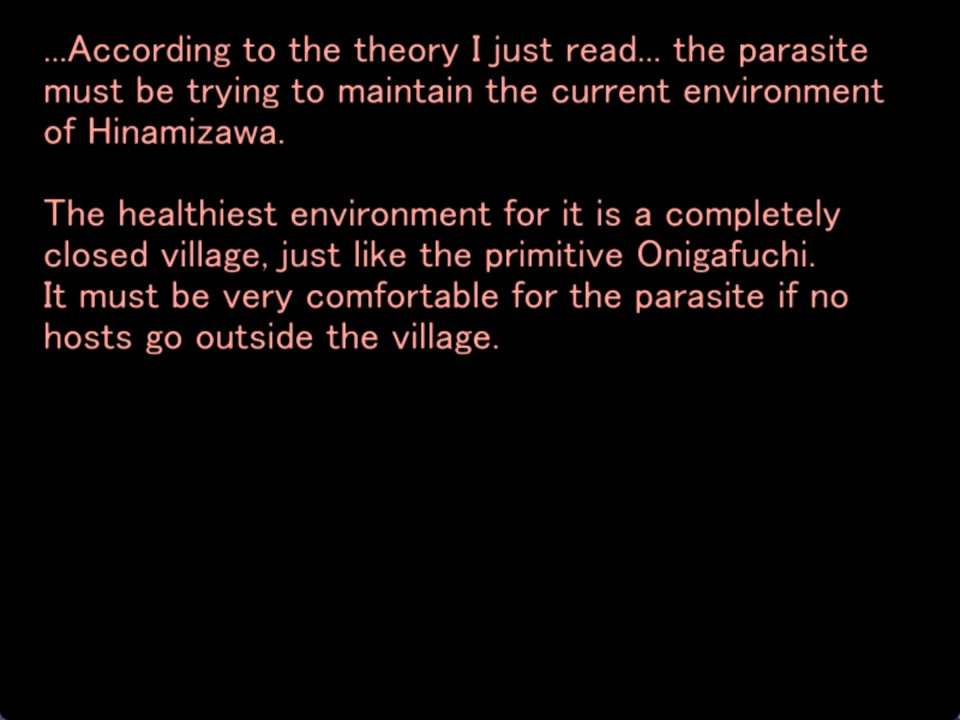 ...According to the theory I just read... the parasite
must be trying to maintain the current environment
of Hinamizawa.
The healthiest environment for it is a completely
closed village, just like the primitive Onigafuchi.
It must be very comfortable for the parasite if no
hosts go outside the village.